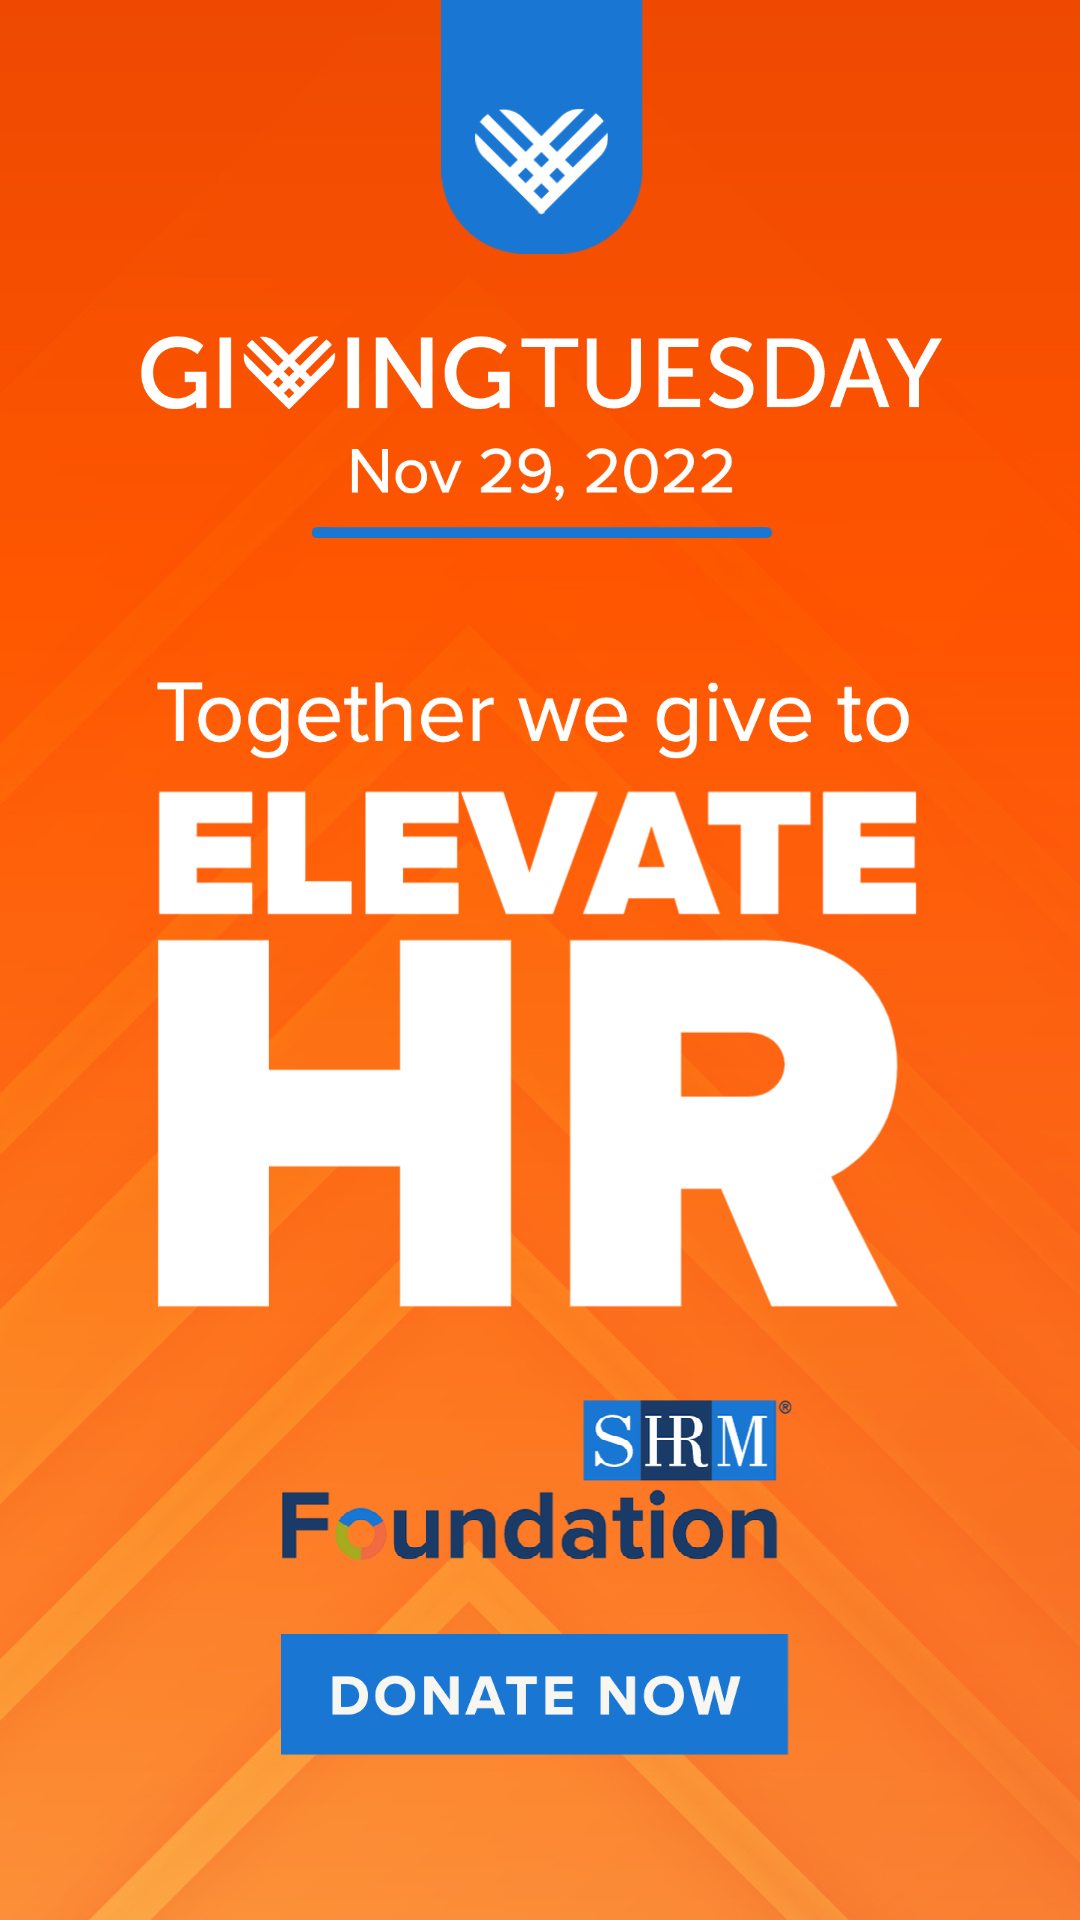 GIVINGTUESDAY
Nov 29, 2022
Together we give to
ELEVATE
HR
SHRM®
Foundation
DONATE NOW